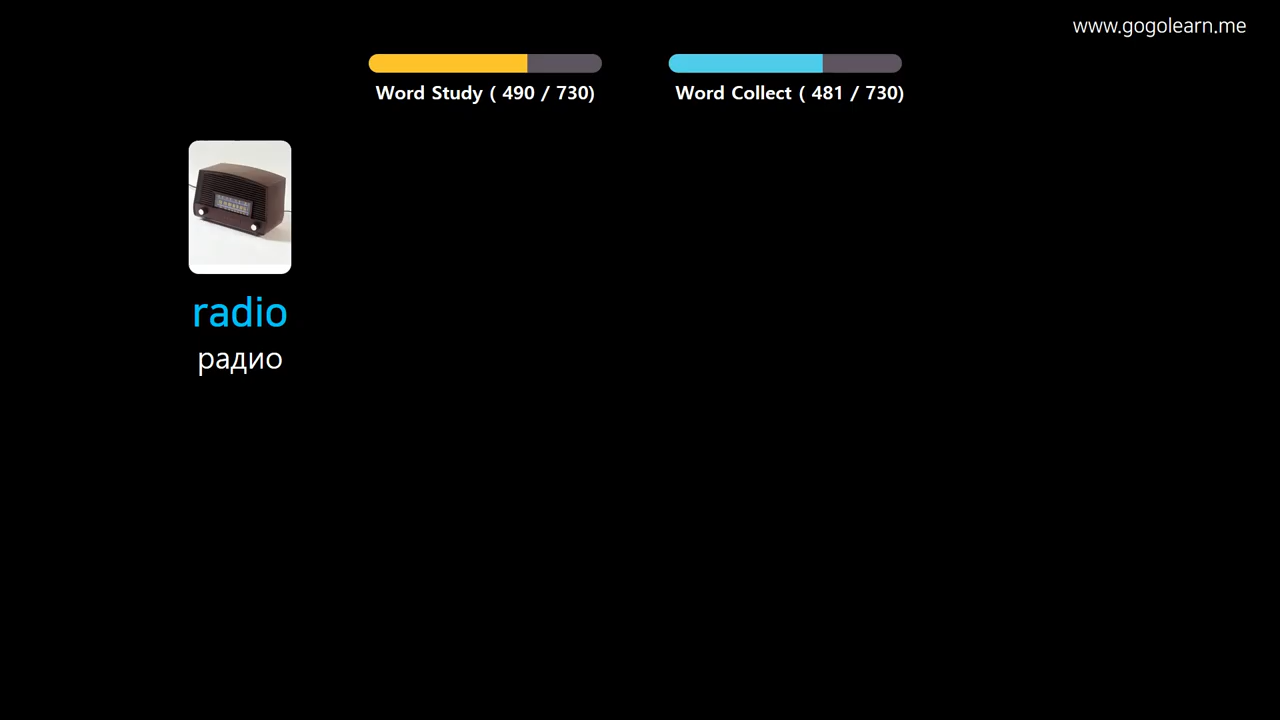 www.gogolearn.me
Word Study ( 490 / 730)
Word Collect ( 481 / 730)
radio
радио